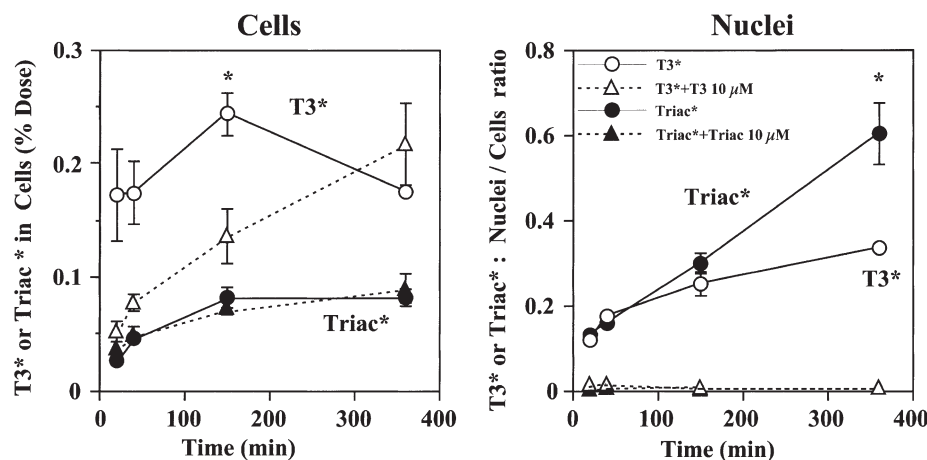 Cells
T3* or Triac * in Cells (% Dose)
0.3
0.2
0.1
0
*
T3*
Triac*
0 100 200 300 400
Time (min)
Nuclei
T3* or Triac* : Nuclei / Cells ratio
0.8
0.6
0.4
0.2
0
T3*
T3*+T3 10 µM
Triac*
Triac*+Triac 10 µM
*
Triac*
T3*
0 100 200 300 400
Time (min)